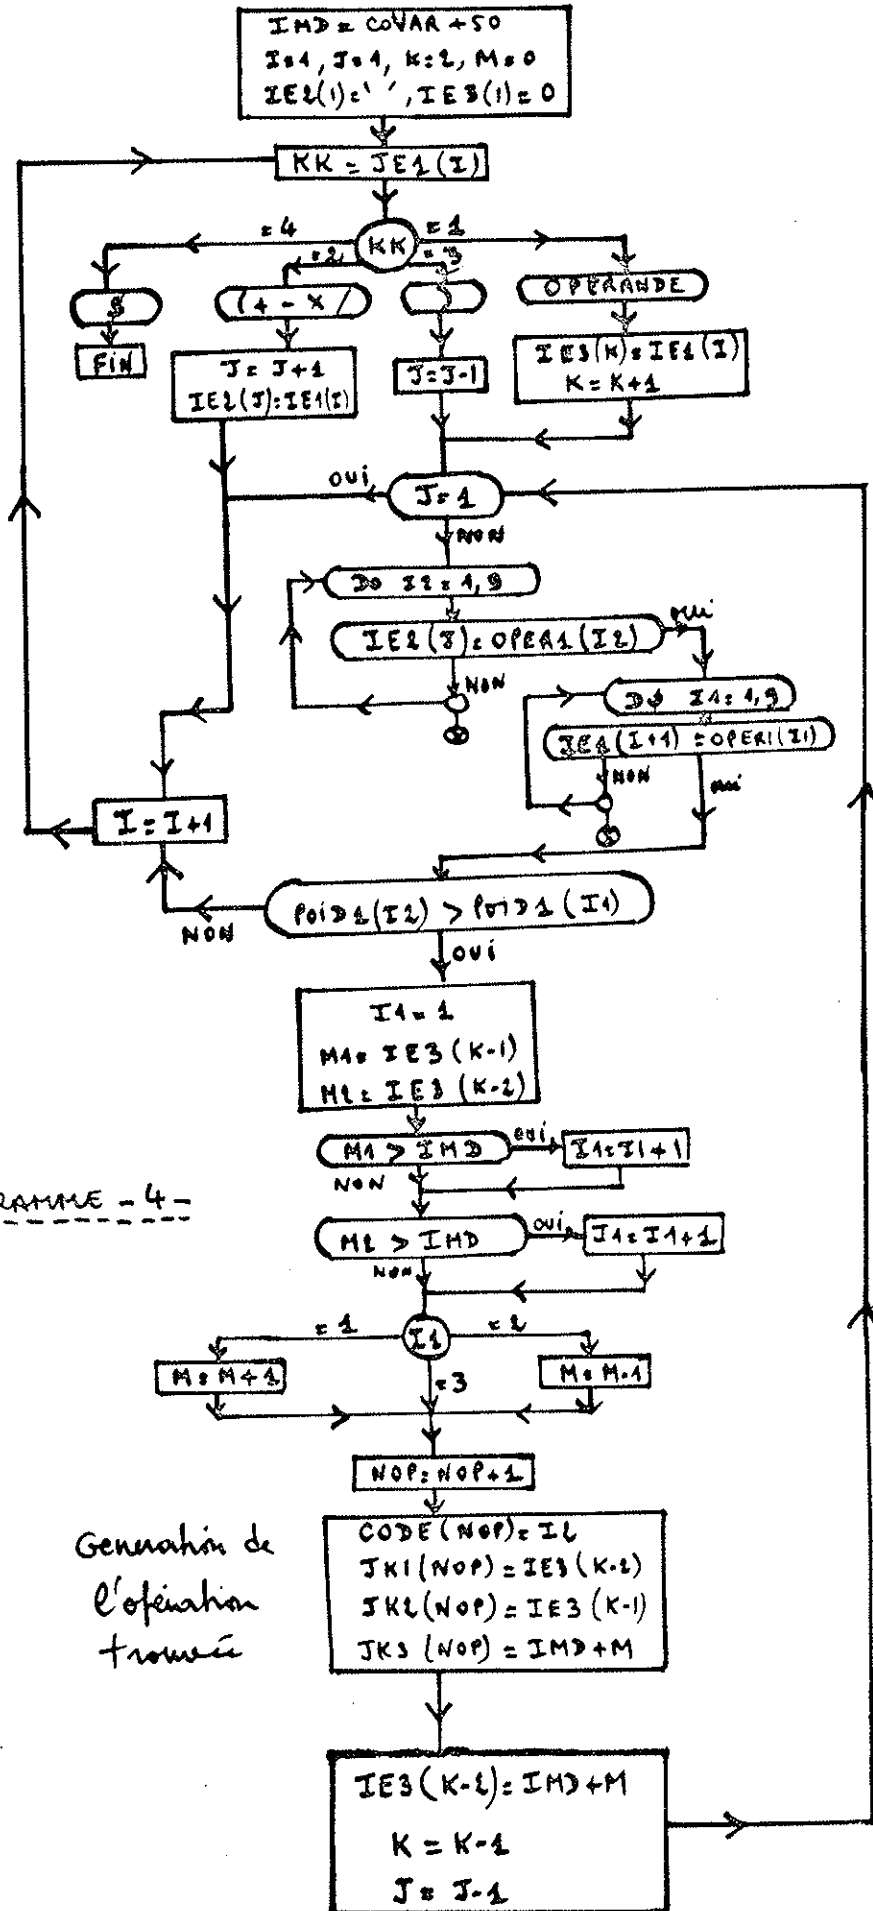 IMD = COVAR + 50
I=1, J=1, K=2, M=0
IE2(1)=' ', IE3(1)=0
KK = JE1(I)
=4
KK
=1
=2
=3
$
( + - × /
)
OPERANDE
FIN
J = J+1
IE2(J)=IE1(I)
J=J-1
IE3(K)=IE1(I)
K = K+1
OUI
J=1
NON
DO I2=1,9
IE2(J)=OPER1(I2)
oui
NON
DO I1=1,9
IE1(I+1)=OPER1(I1)
NON
oui
I = I+1
NON
POID1(I2) > POID1(I1)
OUI
I1 = 1
M1 = IE3(K-1)
M2 = IE3(K-2)
M1 > IMD
oui
I1=I1+1
NON
RAMME - 4 -
M2 > IMD
oui
I1=I1+1
NON
=1
I1
=2
M = M+1
=3
M = M-1
NOP=NOP+1
Generation de
l'opération
trouvée
CODE(NOP)=I2
JK1(NOP)=IE3(K-2)
JK2(NOP)=IE3(K-1)
JK3(NOP)=IMD+M
IE3(K-2)=IMD+M
K = K-1
J = J-1